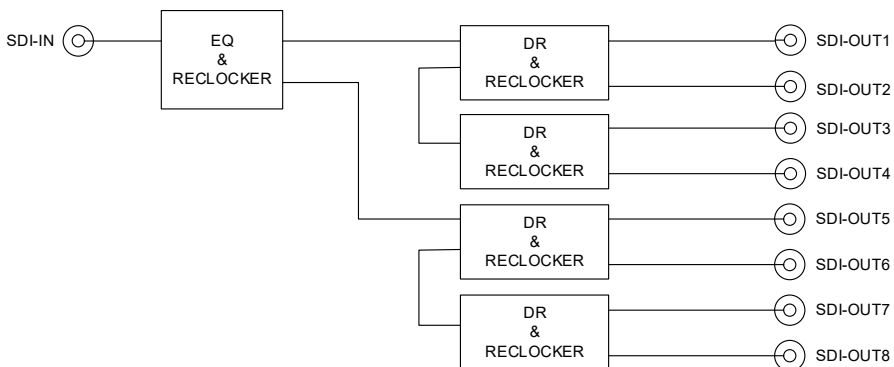 SDI-IN
EQ
&
RECLOCKER
DR
&
RECLOCKER
SDI-OUT1
SDI-OUT2
DR
&
RECLOCKER
SDI-OUT3
SDI-OUT4
DR
&
RECLOCKER
SDI-OUT5
SDI-OUT6
DR
&
RECLOCKER
SDI-OUT7
SDI-OUT8